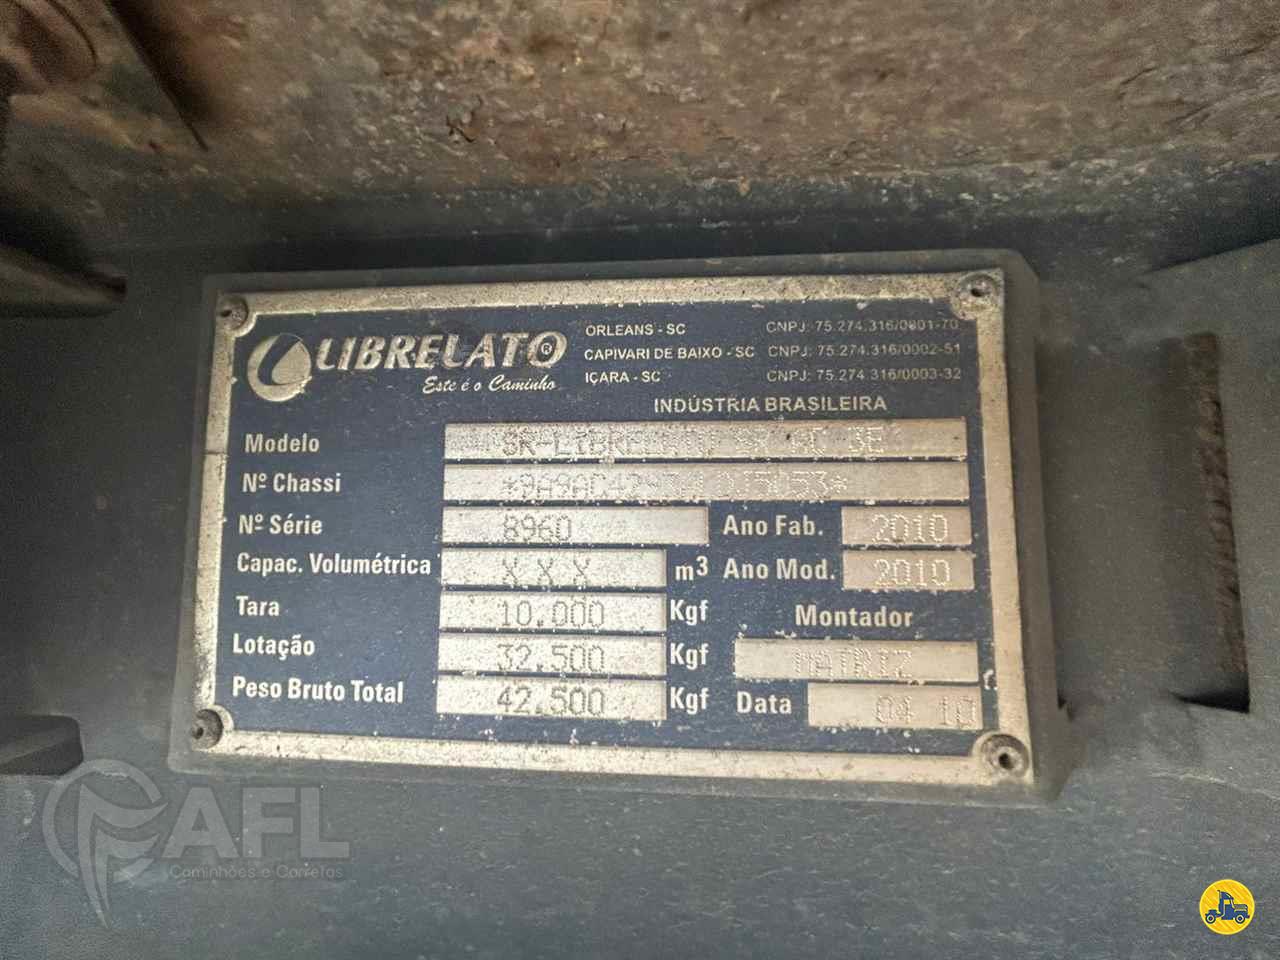 LIBRELATO®
Este é o Caminho
ORLEANS - SC CNPJ: 75.274.316/0001-70
CAPIVARI DE BAIXO - SC CNPJ: 75.274.316/0002-51
IÇARA - SC CNPJ: 75.274.316/0003-32
INDÚSTRIA BRASILEIRA
Modelo SR-LIBRELATO 3E
Nº Chassi
Nº Série 8960 Ano Fab. 2010
Capac. Volumétrica X X X m³ Ano Mod. 2010
Tara 10.000 Kgf Montador
Lotação 32.500 Kgf MATRIZ
Peso Bruto Total 42.500 Kgf Data 04 10
AFL
Caminhões e Carretas